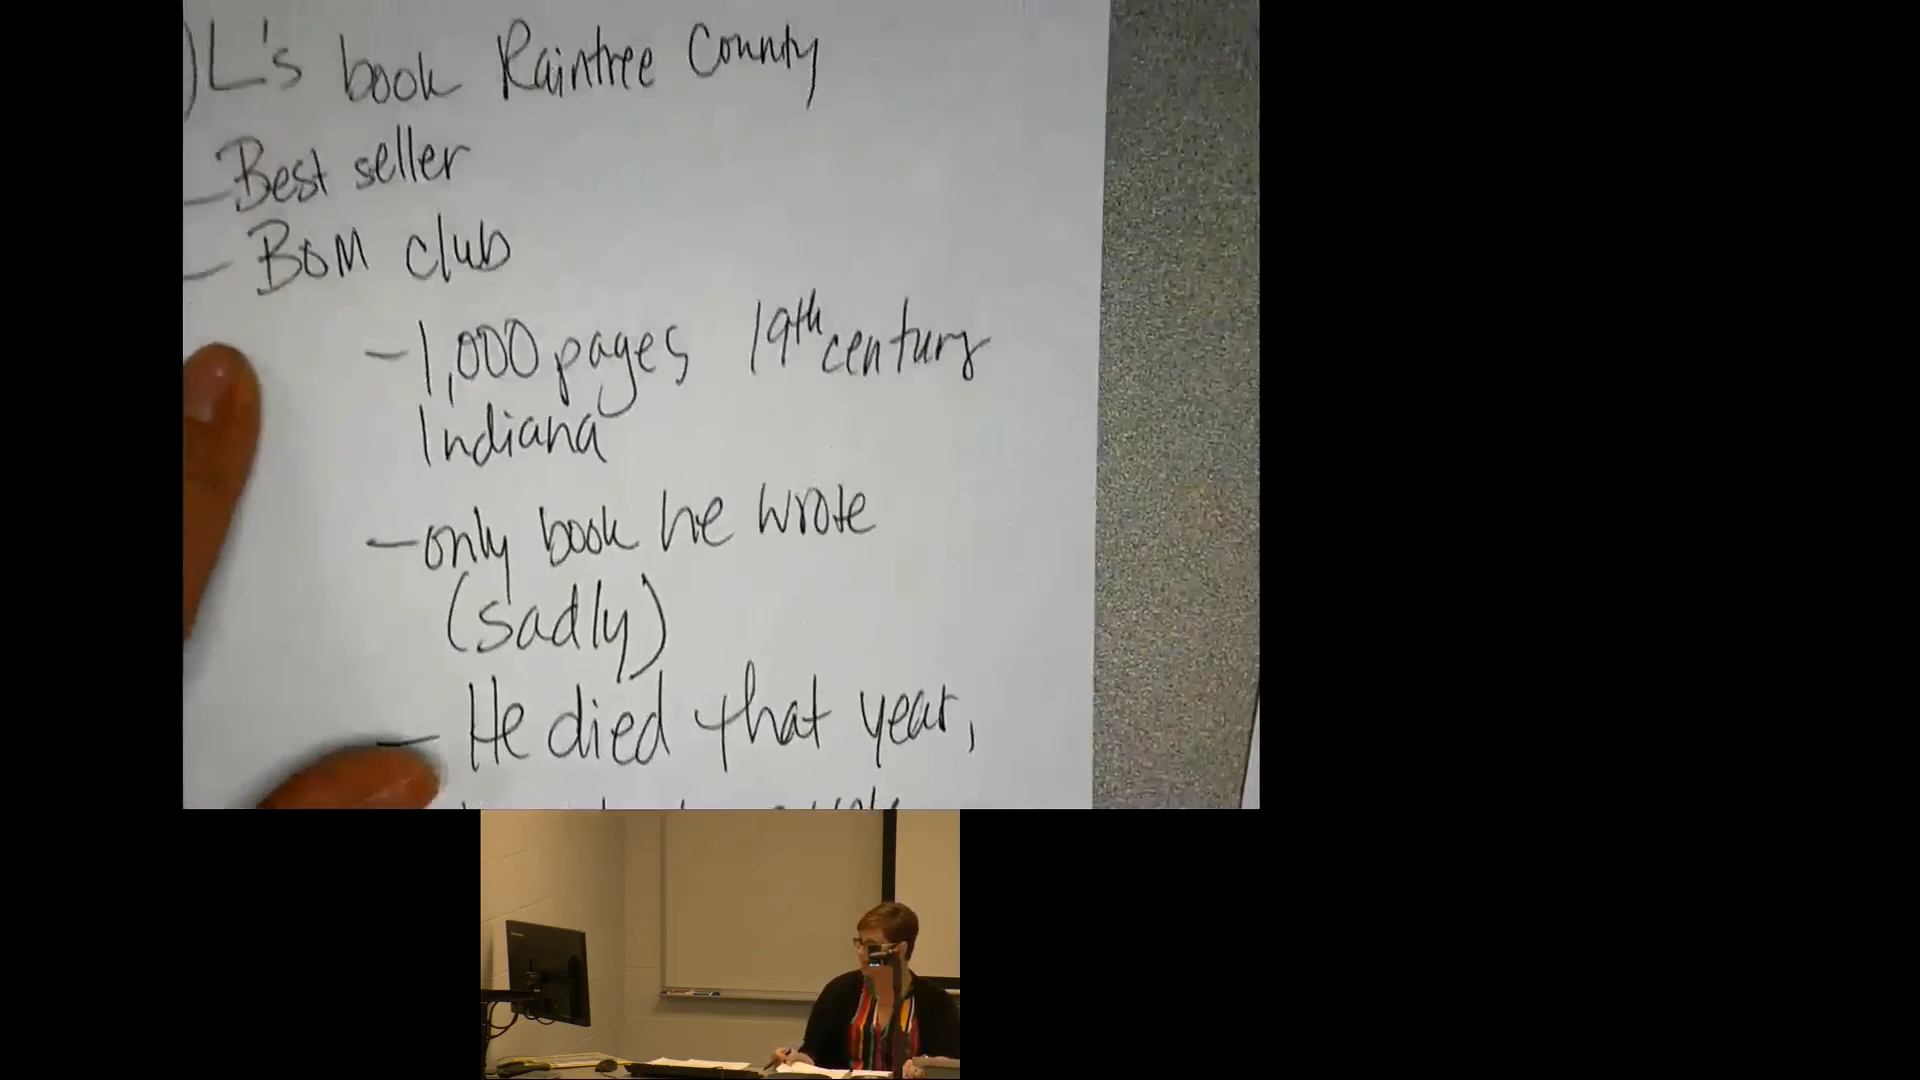 )L's book Raintree County
- Best seller
- BOM club
- 1,000 pages 19th century
Indiana
- only book he wrote
(sadly)
- He died that year,